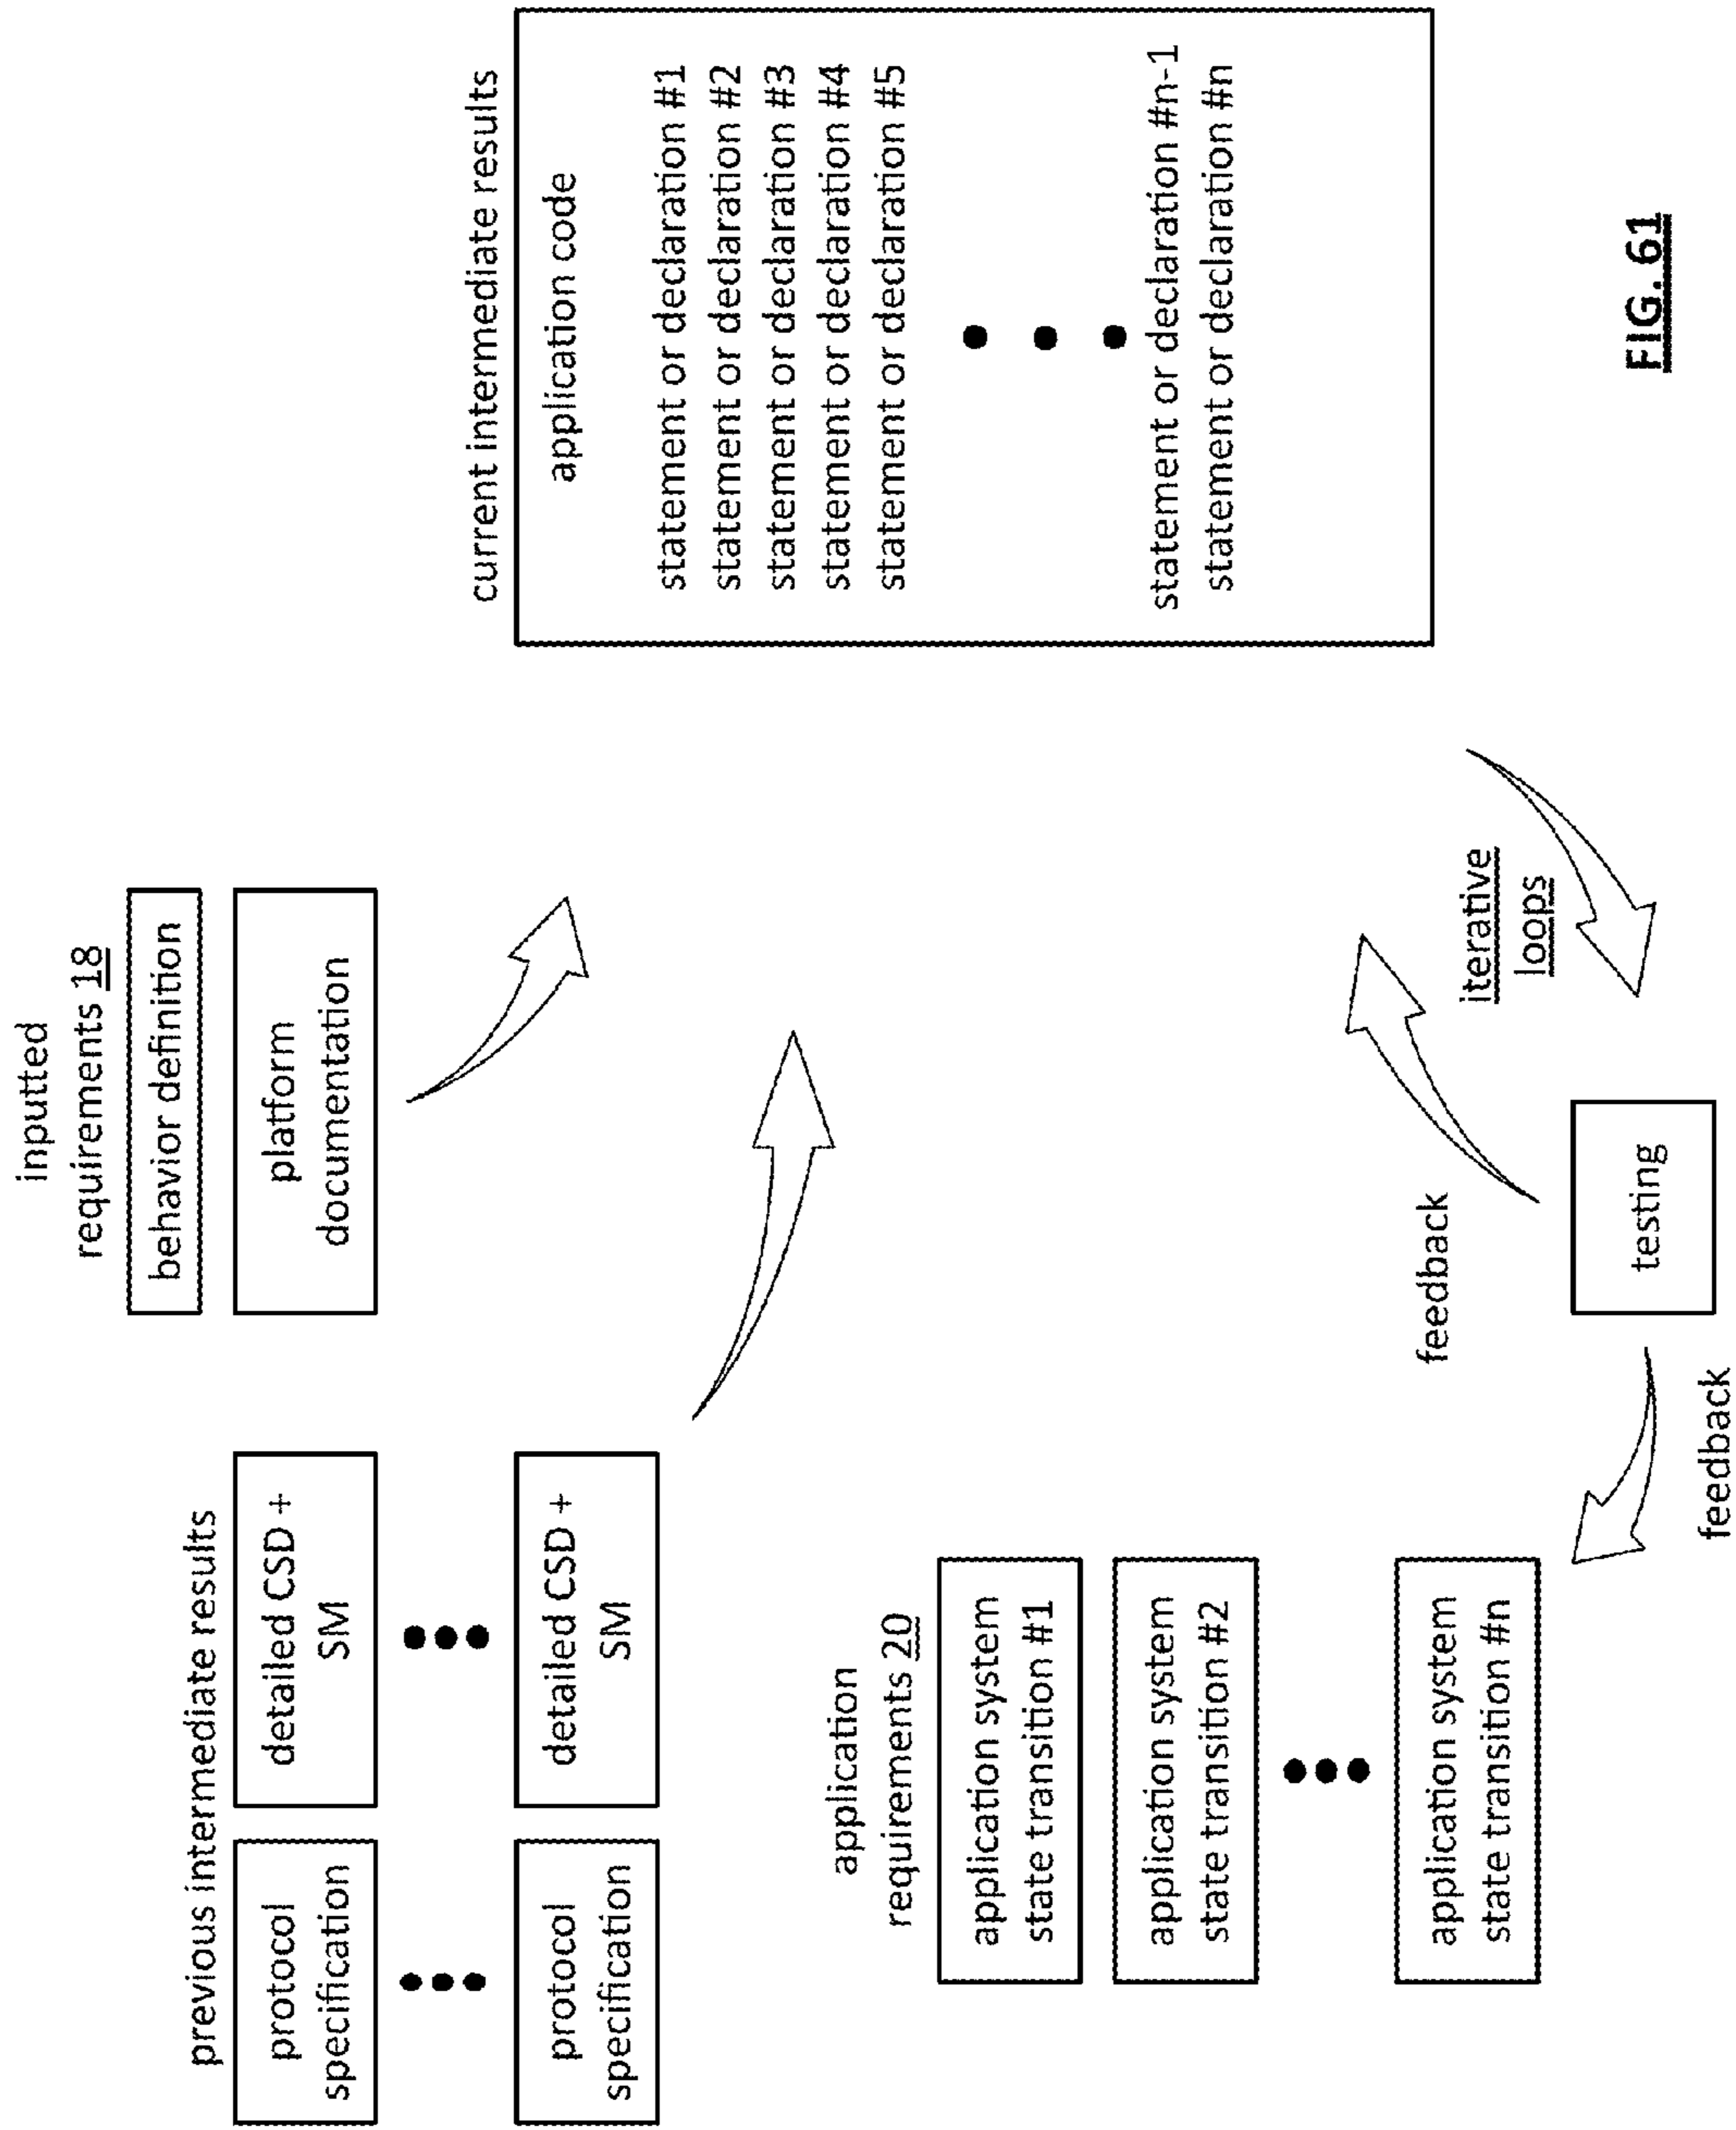 previous intermediate results
protocol
specification
detailed CSD +
SM
protocol
specification
detailed CSD +
SM
inputted
requirements 18
behavior definition
platform
documentation
current intermediate results
application code
statement or declaration #1
statement or declaration #2
statement or declaration #3
statement or declaration #4
statement or declaration #5
statement or declaration #n-1
statement or declaration #n
application
requirements 20
application system
state transition #1
application system
state transition #2
application system
state transition #n
feedback
iterative
loops
testing
feedback
FIG. 61